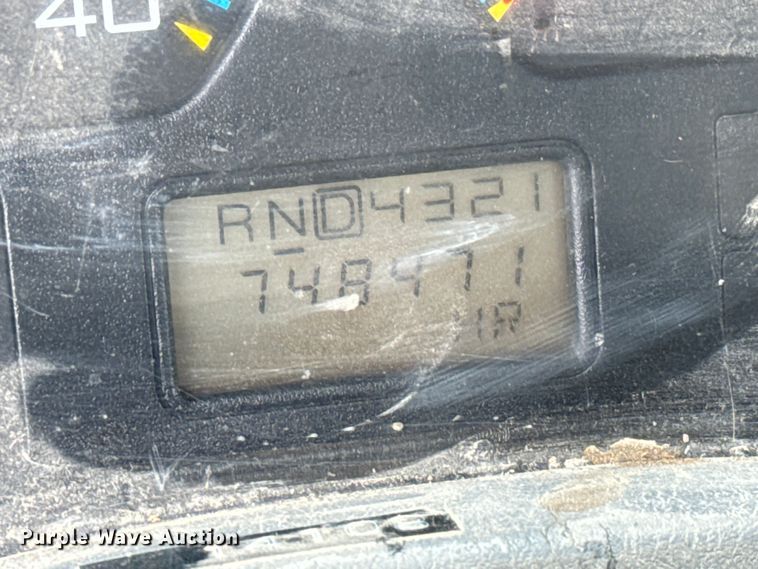 40
RND4321
748471
HR
Purple Wave Auction